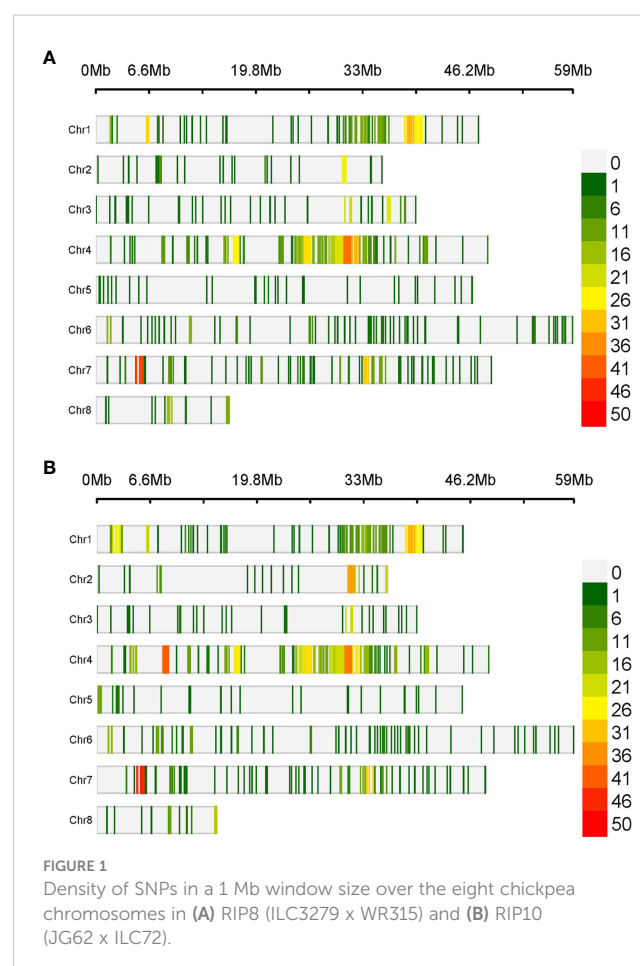 A
0Mb 6.6Mb 19.8Mb 33Mb 46.2Mb 59Mb
Chr1
Chr2
Chr3
Chr4
Chr5
Chr6
Chr7
Chr8
0
1
6
11
16
21
26
31
36
41
46
50
B
0Mb 6.6Mb 19.8Mb 33Mb 46.2Mb 59Mb
Chr1
Chr2
Chr3
Chr4
Chr5
Chr6
Chr7
Chr8
0
1
6
11
16
21
26
31
36
41
46
50
FIGURE 1
Density of SNPs in a 1 Mb window size over the eight chickpea
chromosomes in (A) RIP8 (ILC3279 x WR315) and (B) RIP10
(JG62 x ILC72).